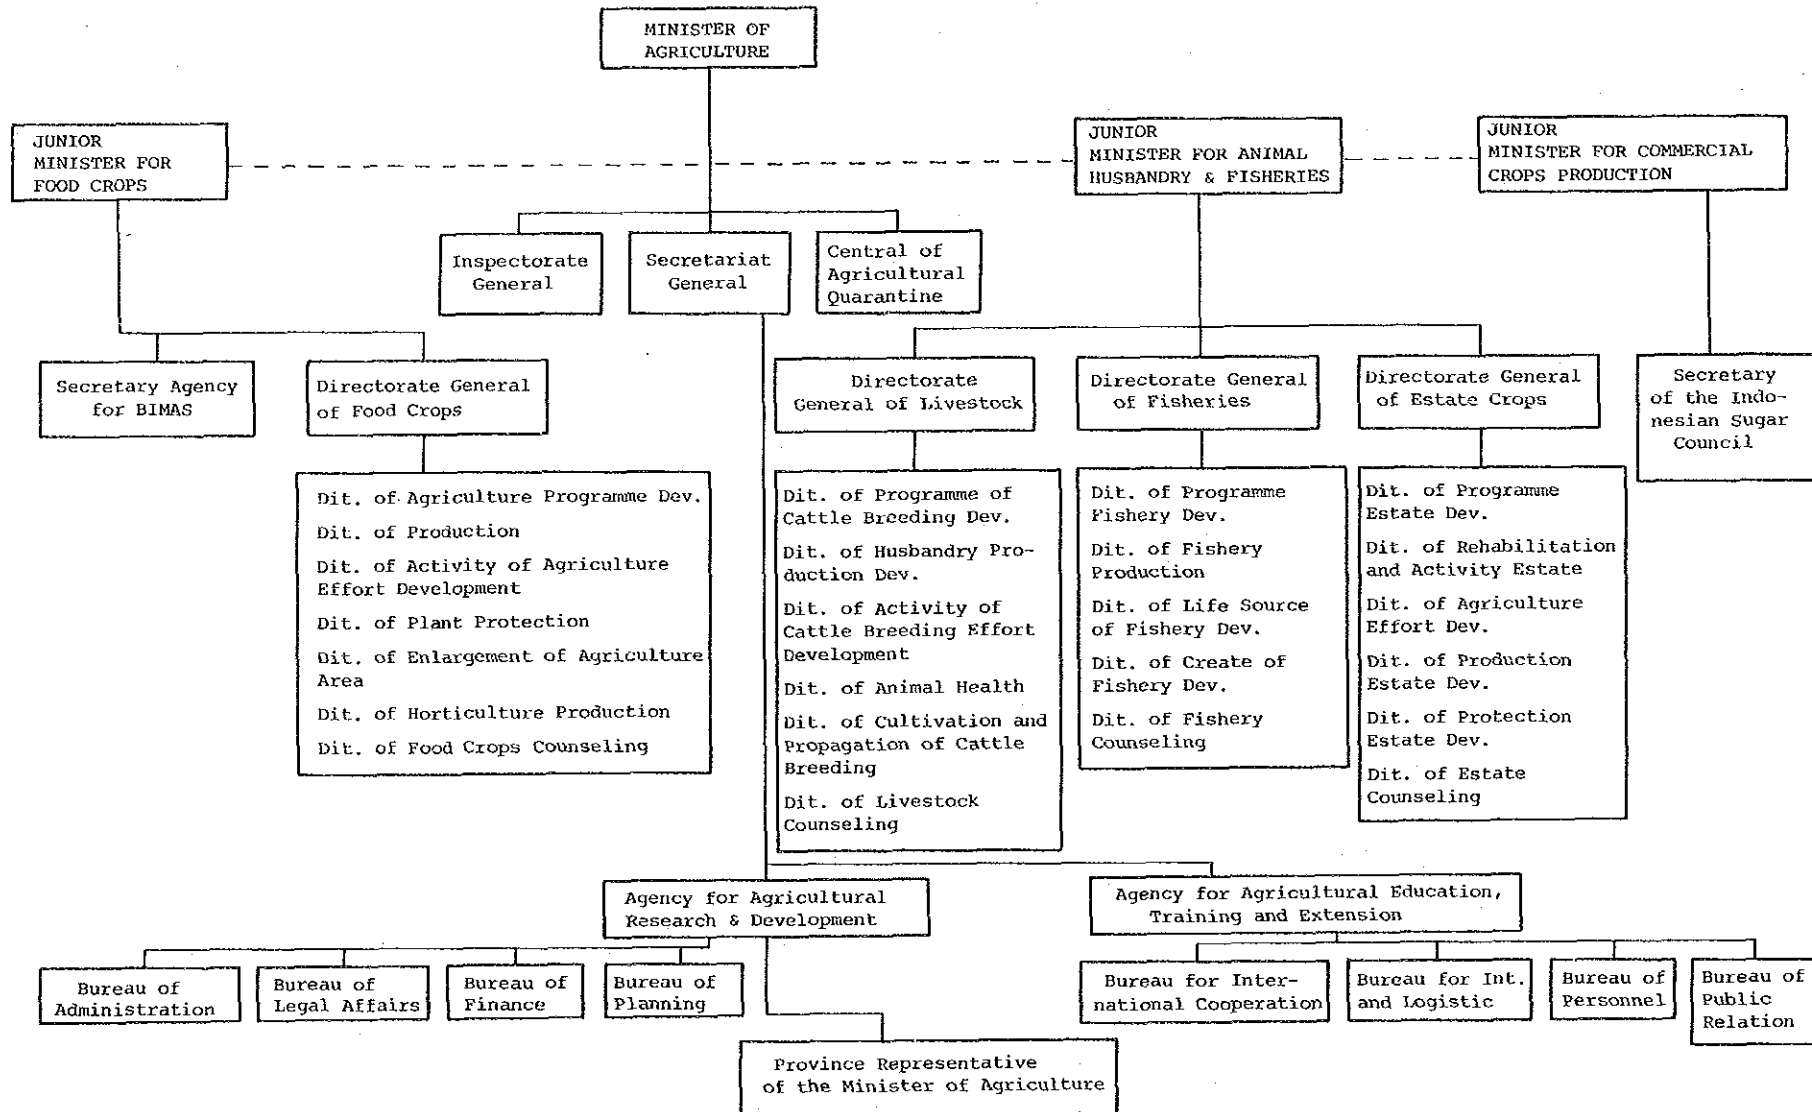 MINISTER OF
AGRICULTURE
JUNIOR
MINISTER FOR
FOOD CROPS
JUNIOR
MINISTER FOR ANIMAL
HUSBANDRY & FISHERIES
JUNIOR
MINISTER FOR COMMERCIAL
CROPS PRODUCTION
Inspectorate
General
Secretariat
General
Central of
Agricultural
Quarantine
Secretary Agency
for BIMAS
Directorate General
of Food Crops
Directorate
General of Livestock
Directorate General
of Fisheries
Directorate General
of Estate Crops
Secretary
of the Indo-
nesian Sugar
Council
Dit. of Agriculture Programme Dev.
Dit. of Production
Dit. of Activity of Agriculture
Effort Development
Dit. of Plant Protection
Dit. of Enlargement of Agriculture
Area
Dit. of Horticulture Production
Dit. of Food Crops Counseling
Dit. of Programme of
Cattle Breeding Dev.
Dit. of Husbandry Pro-
duction Dev.
Dit. of Activity of
Cattle Breeding Effort
Development
Dit. of Animal Health
Dit. of Cultivation and
Propagation of Cattle
Breeding
Dit. of Livestock
Counseling
Dit. of Programme
Fishery Dev.
Dit. of Fishery
Production
Dit. of Life Source
of Fishery Dev.
Dit. of Create of
Fishery Dev.
Dit. of Fishery
Counseling
Dit. of Programme
Estate Dev.
Dit. of Rehabilitation
and Activity Estate
Dit. of Agriculture
Effort Dev.
Dit. of Production
Estate Dev.
Dit. of Protection
Estate Dev.
Dit. of Estate
Counseling
Agency for Agricultural
Research & Development
Agency for Agricultural Education,
Training and Extension
Bureau of
Administration
Bureau of
Legal Affairs
Bureau of
Finance
Bureau of
Planning
Bureau for Inter-
national Cooperation
Bureau for Int.
and Logistic
Bureau of
Personnel
Bureau of
Public
Relation
Province Representative
of the Minister of Agriculture